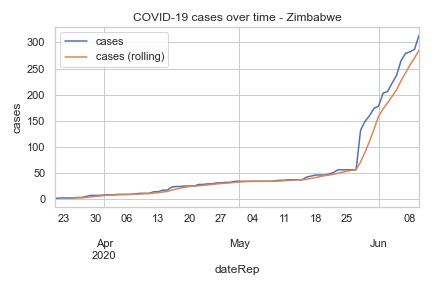 COVID-19 cases over time - Zimbabwe
cases
cases (rolling)
cases
300
250
200
150
100
50
0
23 30 06 13 20 27 04 11 18 25 08
Apr May Jun
2020
dateRep